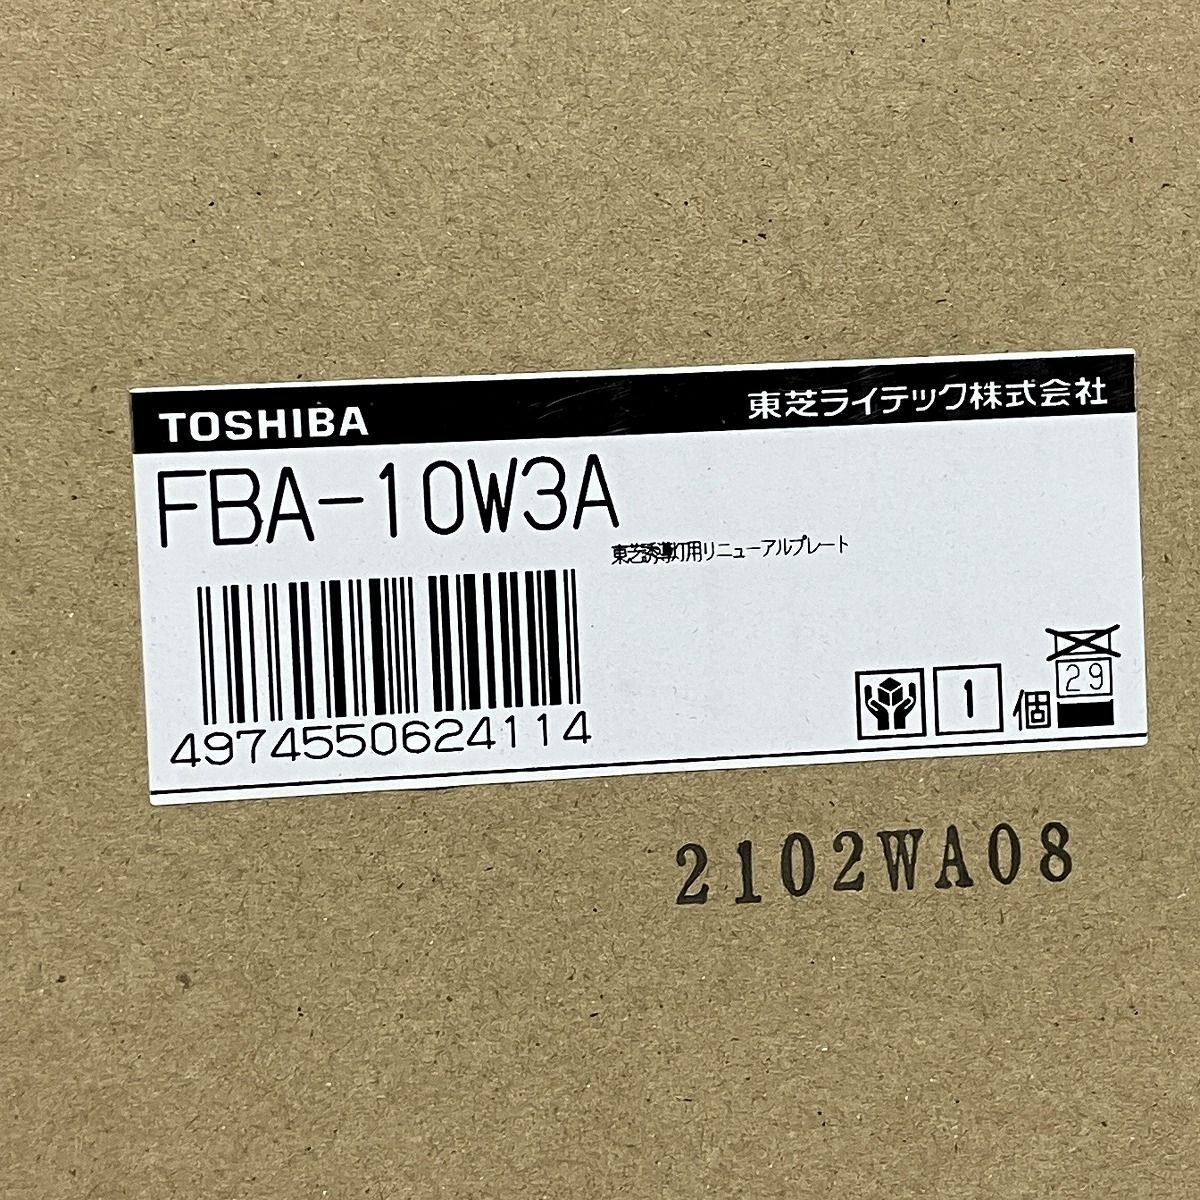 TOSHIBA 東芝ライテック株式会社
FBA-10W3A
東芝誘導灯用リニューアルプレート
4974550624114
1 個 29
2102WA08